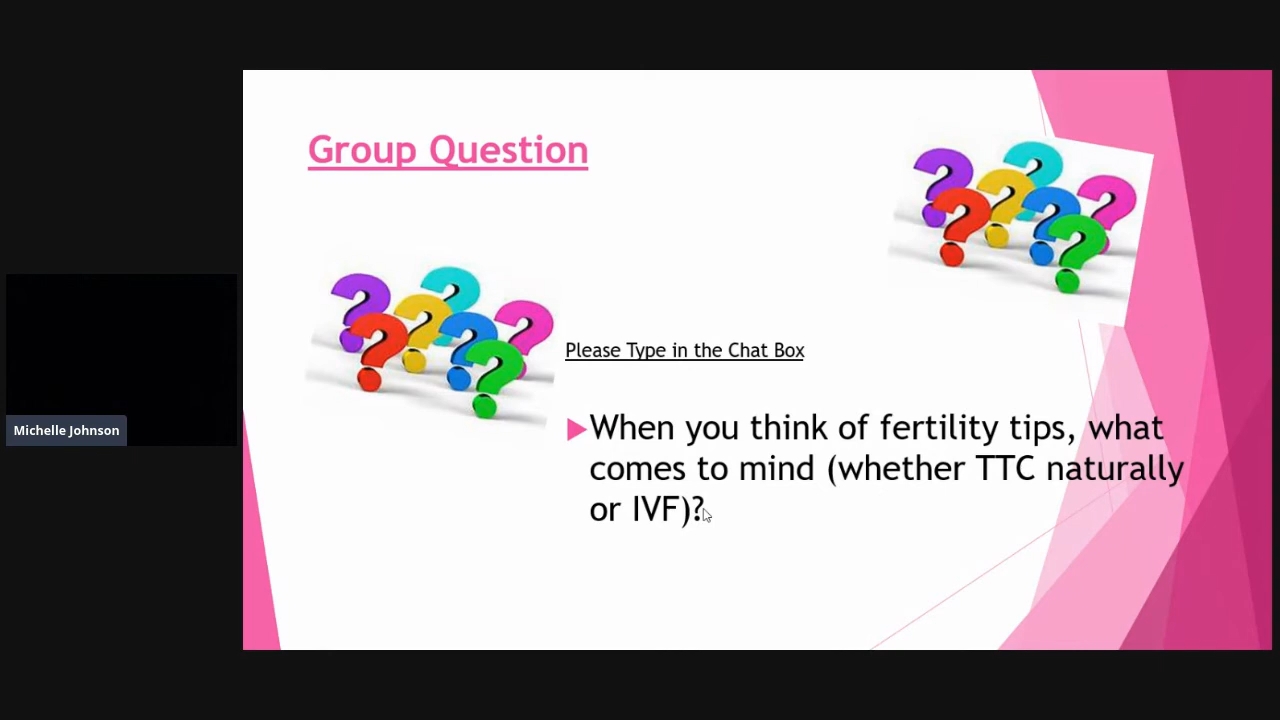 Group Question
Please Type in the Chat Box
When you think of fertility tips, what
comes to mind (whether TTC naturally
or IVF)?
Michelle Johnson